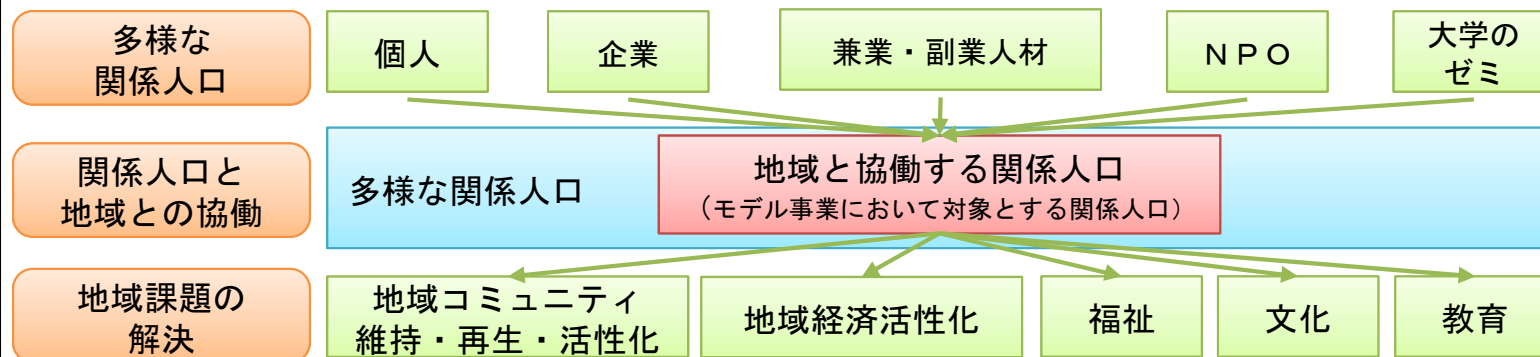 多様な
関係人口
個人
企業
兼業・副業人材
ＮＰＯ
大学の
ゼミ
関係人口と
地域との協働
多様な関係人口
地域と協働する関係人口
（モデル事業において対象とする関係人口）
地域課題の
解決
地域コミュニティ
維持・再生・活性化
地域経済活性化
福祉
文化
教育